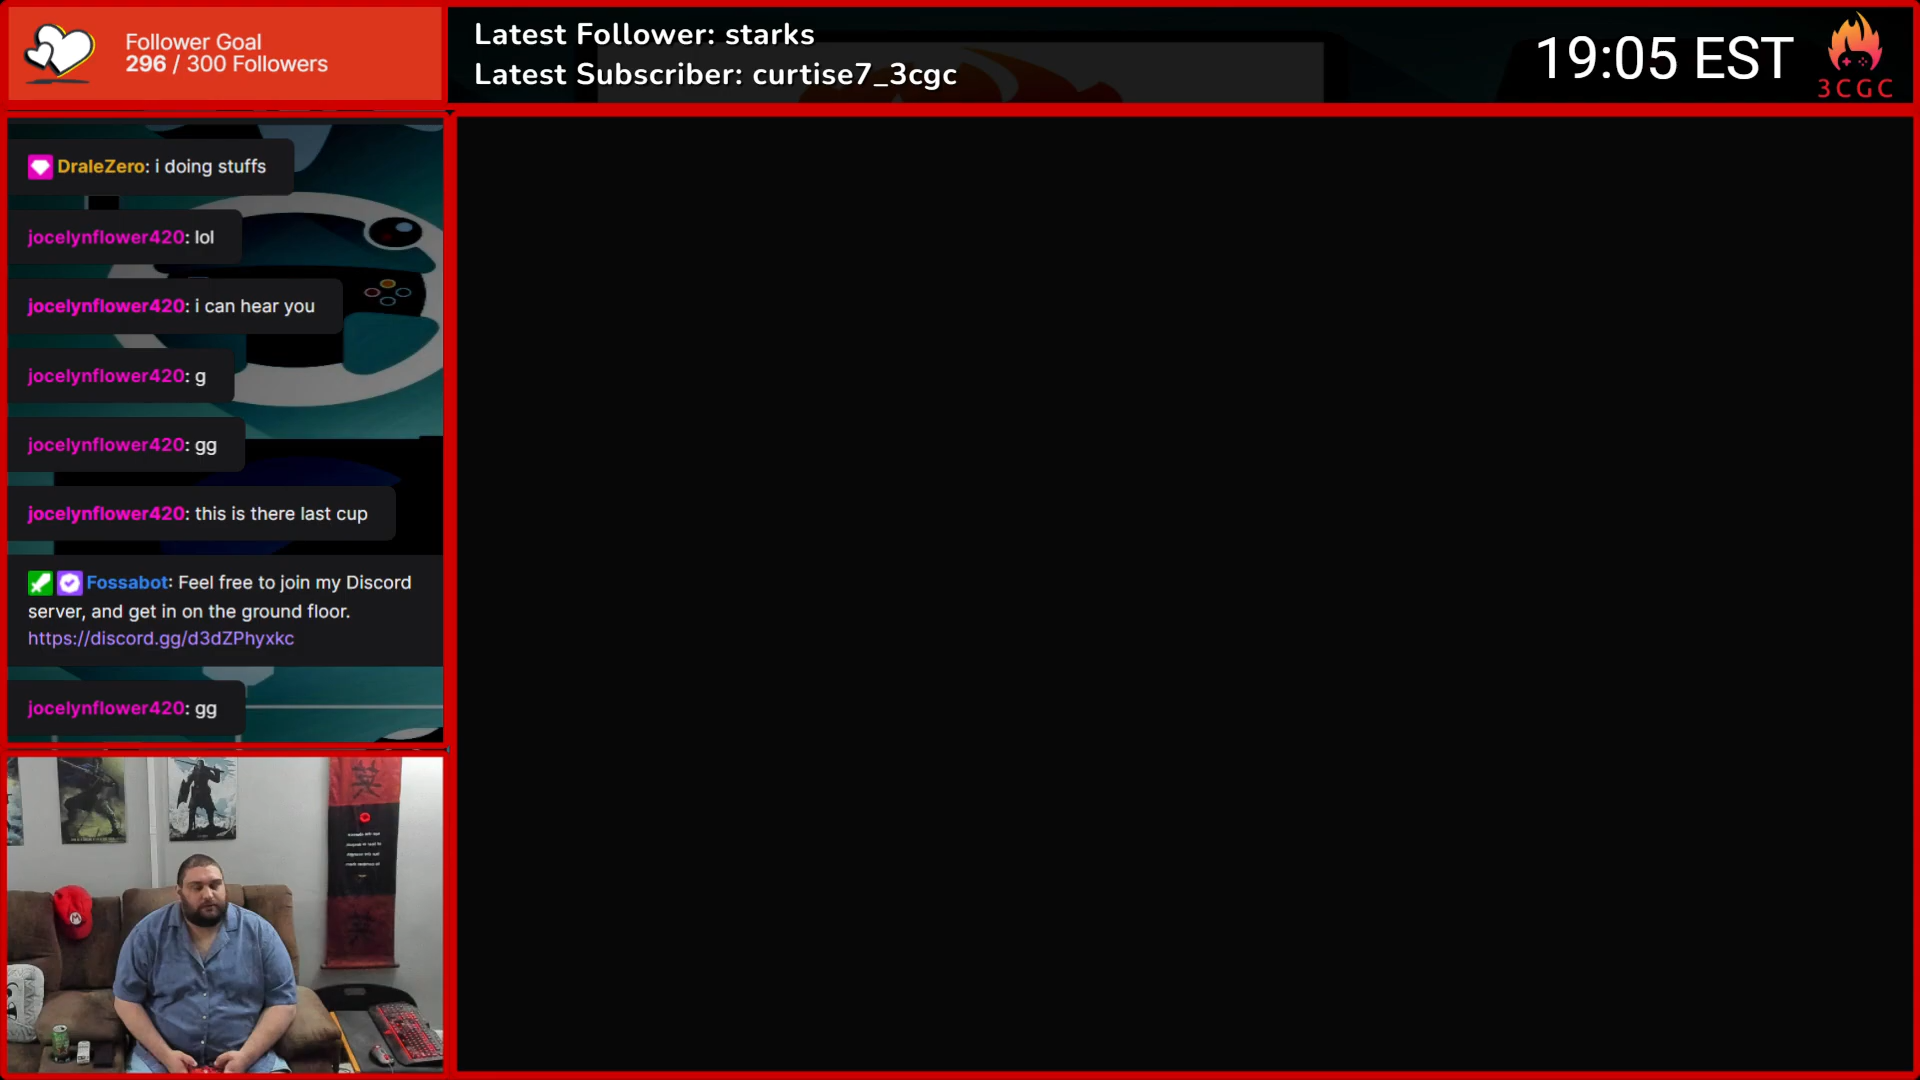 Follower Goal
296 / 300 Followers
Latest Follower: starks
Latest Subscriber: curtise7_3cgc
19:05 EST
3CGC
DraleZero: i doing stuffs
jocelynflower420: lol
jocelynflower420: i can hear you
jocelynflower420: g
jocelynflower420: gg
jocelynflower420: this is there last cup
Fossabot: Feel free to join my Discord
server, and get in on the ground floor.
https://discord.gg/d3dZPhyxkc
jocelynflower420: gg
M